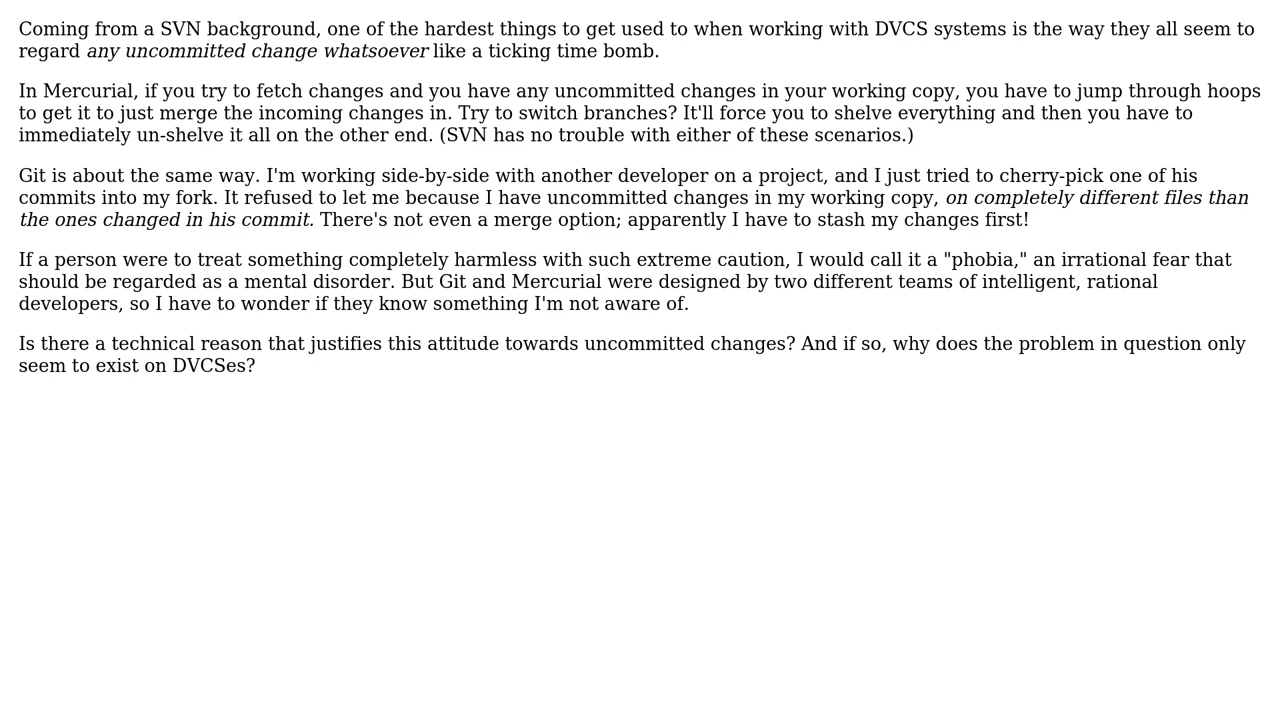 Coming from a SVN background, one of the hardest things to get used to when working with DVCS systems is the way they all seem to
regard any uncommitted change whatsoever like a ticking time bomb.
In Mercurial, if you try to fetch changes and you have any uncommitted changes in your working copy, you have to jump through hoops
to get it to just merge the incoming changes in. Try to switch branches? It'll force you to shelve everything and then you have to
immediately un-shelve it all on the other end. (SVN has no trouble with either of these scenarios.)
Git is about the same way. I'm working side-by-side with another developer on a project, and I just tried to cherry-pick one of his
commits into my fork. It refused to let me because I have uncommitted changes in my working copy, on completely different files than
the ones changed in his commit. There's not even a merge option; apparently I have to stash my changes first!
If a person were to treat something completely harmless with such extreme caution, I would call it a "phobia," an irrational fear that
should be regarded as a mental disorder. But Git and Mercurial were designed by two different teams of intelligent, rational
developers, so I have to wonder if they know something I'm not aware of.
Is there a technical reason that justifies this attitude towards uncommitted changes? And if so, why does the problem in question only
seem to exist on DVCSes?